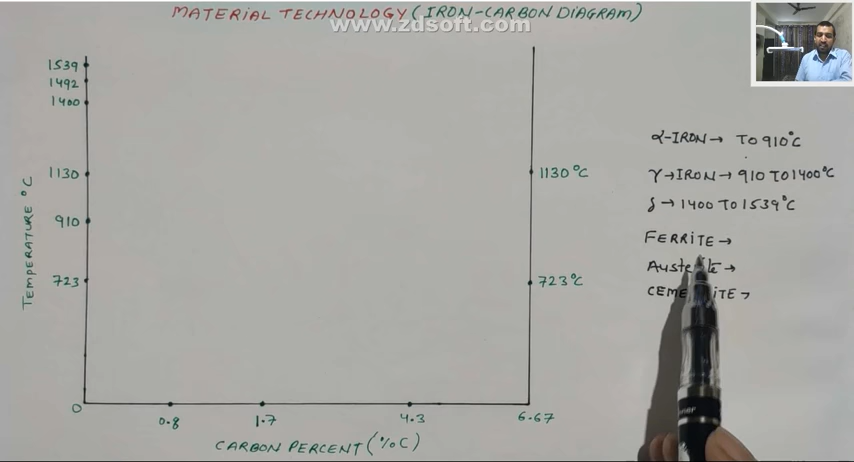 MATERIAL TECHNOLOGY (IRON-CARBON DIAGRAM)
www.zdsoft.com
1539
1492
1400
1130
1130°C
910
723
723°C
TEMPERATURE °C
0
0.8
1.7
4.3
6.67
CARBON PERCENT (%C)
α-IRON → TO 910°C
γ→IRON → 910 TO 1400°C
δ → 1400 TO 1539°C
FERRITE →
→
→